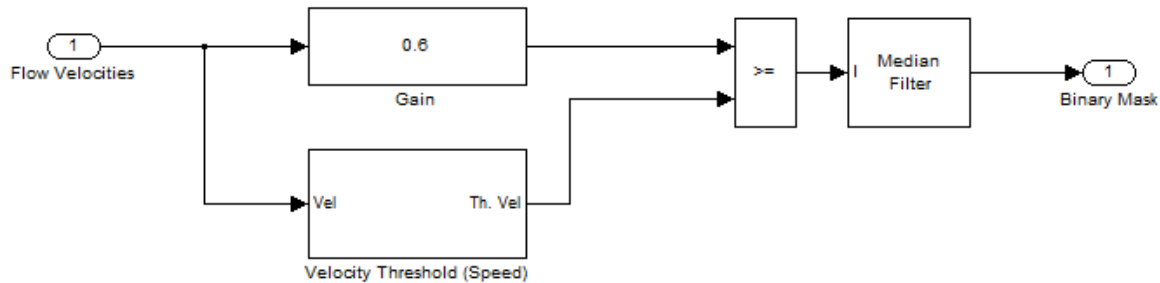 1
Flow Velocities
0.6
Gain
Vel
Th. Vel
Velocity Threshold (Speed)
>=
I
Median
Filter
1
Binary Mask